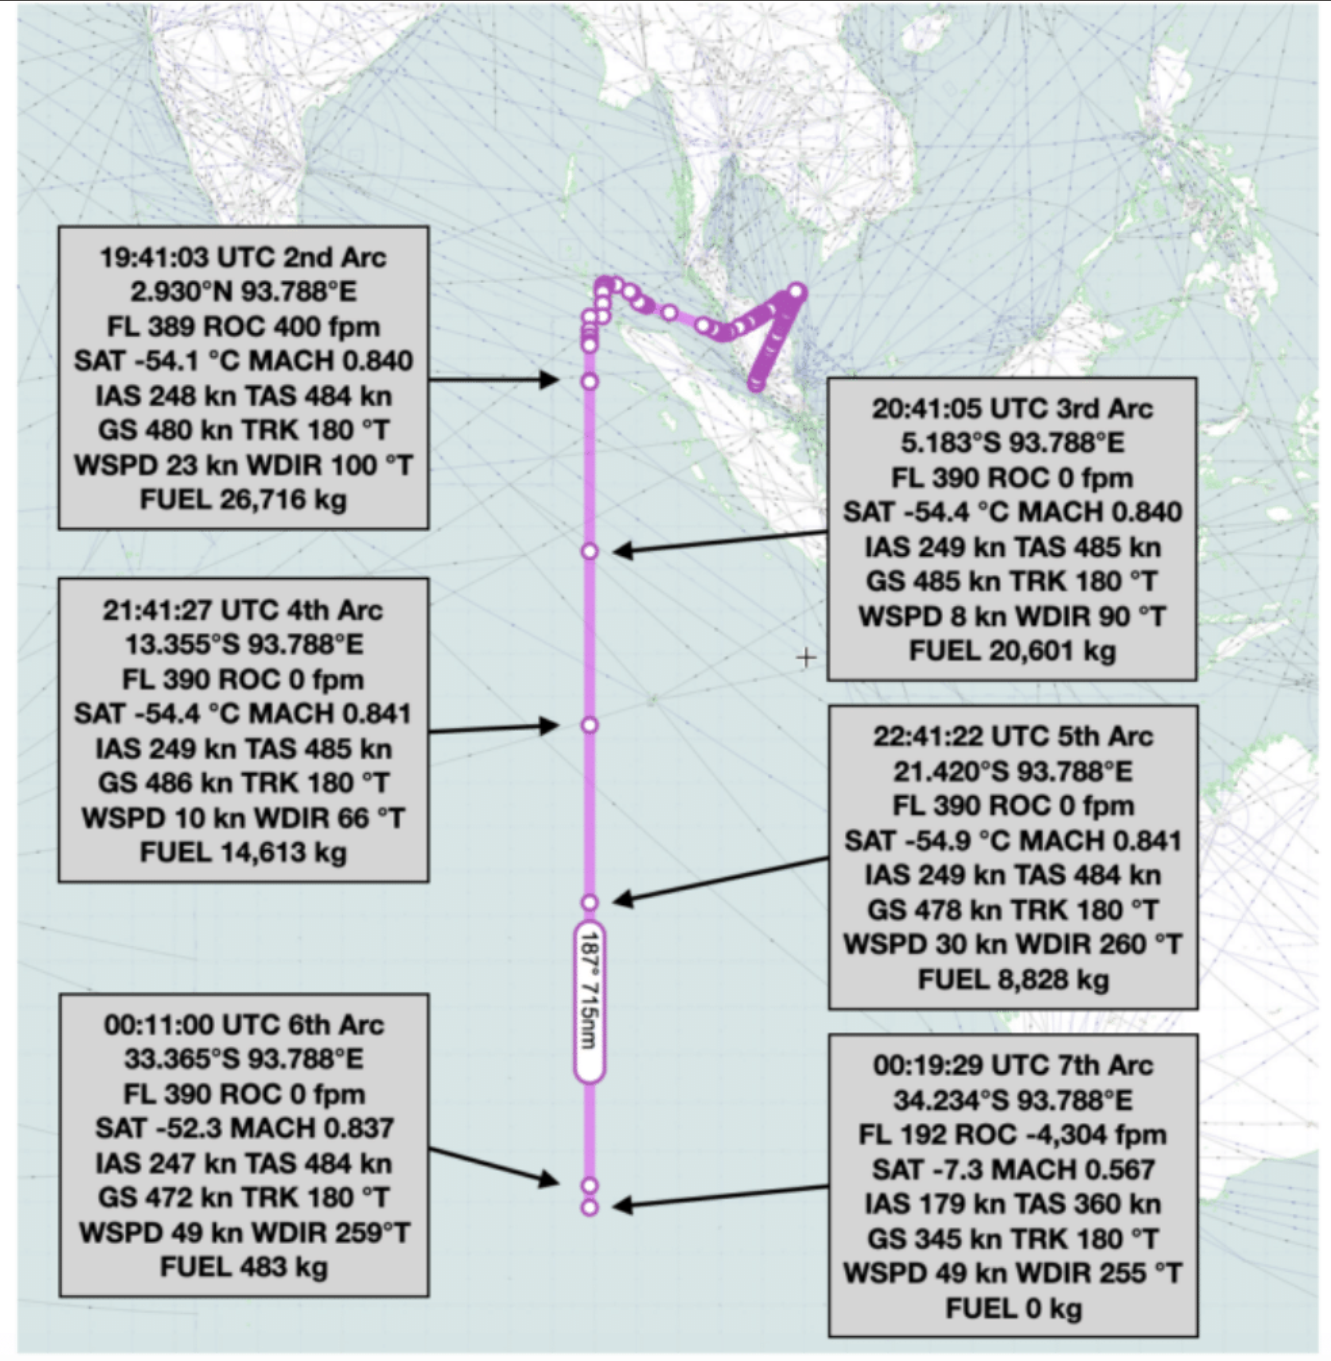 19:41:03 UTC 2nd Arc
2.930°N 93.788°E
FL 389 ROC 400 fpm
SAT -54.1 °C MACH 0.840
IAS 248 kn TAS 484 kn
GS 480 kn TRK 180 °T
WSPD 23 kn WDIR 100 °T
FUEL 26,716 kg
20:41:05 UTC 3rd Arc
5.183°S 93.788°E
FL 390 ROC 0 fpm
SAT -54.4 °C MACH 0.840
IAS 249 kn TAS 485 kn
GS 485 kn TRK 180 °T
WSPD 8 kn WDIR 90 °T
FUEL 20,601 kg
21:41:27 UTC 4th Arc
13.355°S 93.788°E
FL 390 ROC 0 fpm
SAT -54.4 °C MACH 0.841
IAS 249 kn TAS 485 kn
GS 486 kn TRK 180 °T
WSPD 10 kn WDIR 66 °T
FUEL 14,613 kg
22:41:22 UTC 5th Arc
21.420°S 93.788°E
FL 390 ROC 0 fpm
SAT -54.9 °C MACH 0.841
IAS 249 kn TAS 484 kn
GS 478 kn TRK 180 °T
WSPD 30 kn WDIR 260 °T
FUEL 8,828 kg
187° 715nm
00:11:00 UTC 6th Arc
33.365°S 93.788°E
FL 390 ROC 0 fpm
SAT -52.3 MACH 0.837
IAS 247 kn TAS 484 kn
GS 472 kn TRK 180 °T
WSPD 49 kn WDIR 259°T
FUEL 483 kg
00:19:29 UTC 7th Arc
34.234°S 93.788°E
FL 192 ROC -4,304 fpm
SAT -7.3 MACH 0.567
IAS 179 kn TAS 360 kn
GS 345 kn TRK 180 °T
WSPD 49 kn WDIR 255 °T
FUEL 0 kg